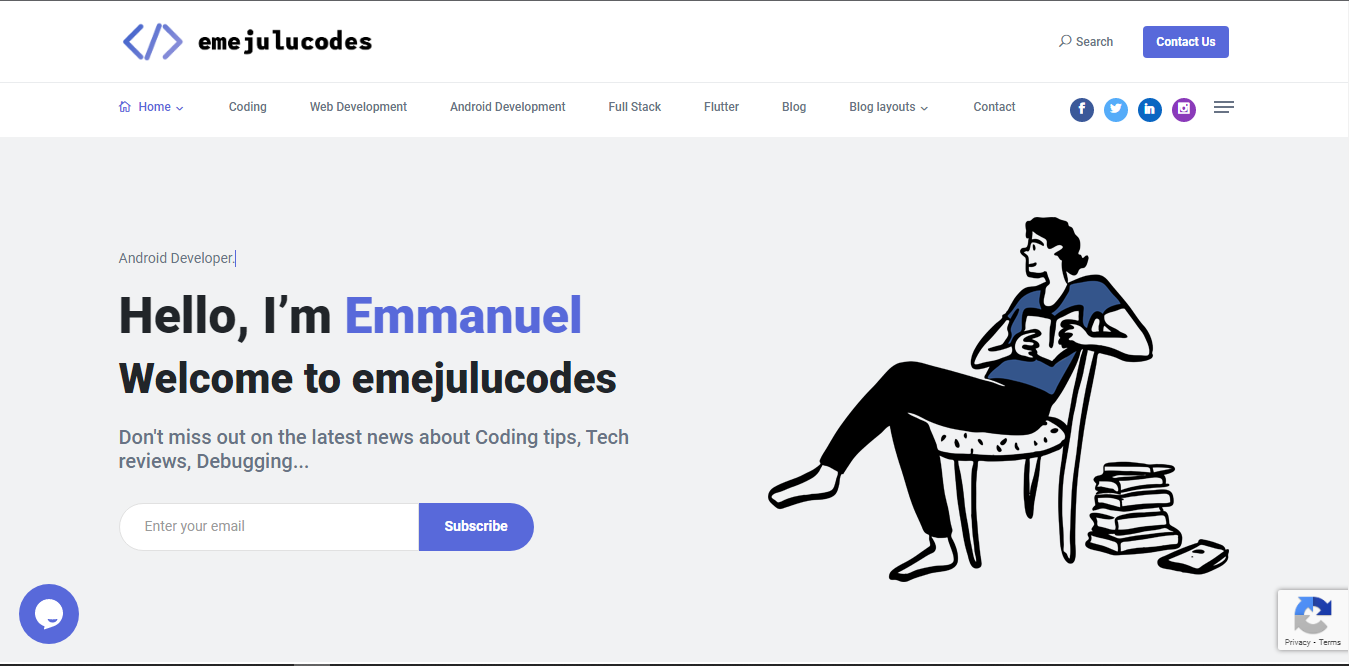 emejulucodes
Search
Contact Us
Home
Coding
Web Development
Android Development
Full Stack
Flutter
Blog
Blog layouts
Contact
Android Developer.
Hello, I’m Emmanuel
Welcome to emejulucodes
Don't miss out on the latest news about Coding tips, Tech
reviews, Debugging...
Enter your email
Subscribe
Privacy - Terms